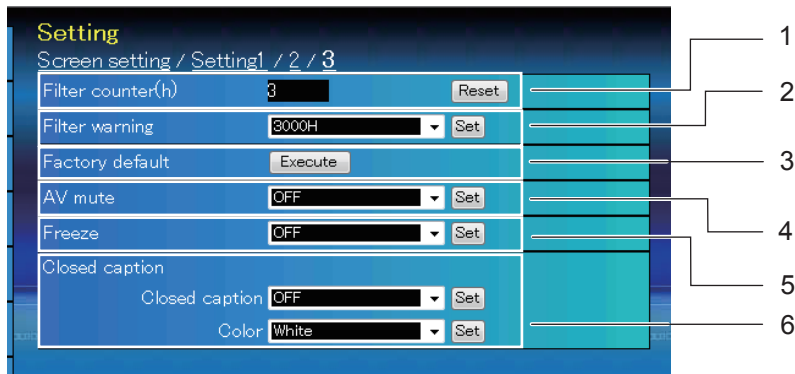 Setting
Screen setting / Setting1 / 2 / 3
Filter counter(h) 3 Reset
Filter warning 3000H Set
Factory default Execute
AV mute OFF Set
Freeze OFF Set
Closed caption
Closed caption OFF Set
Color White Set
1
2
3
4
5
6